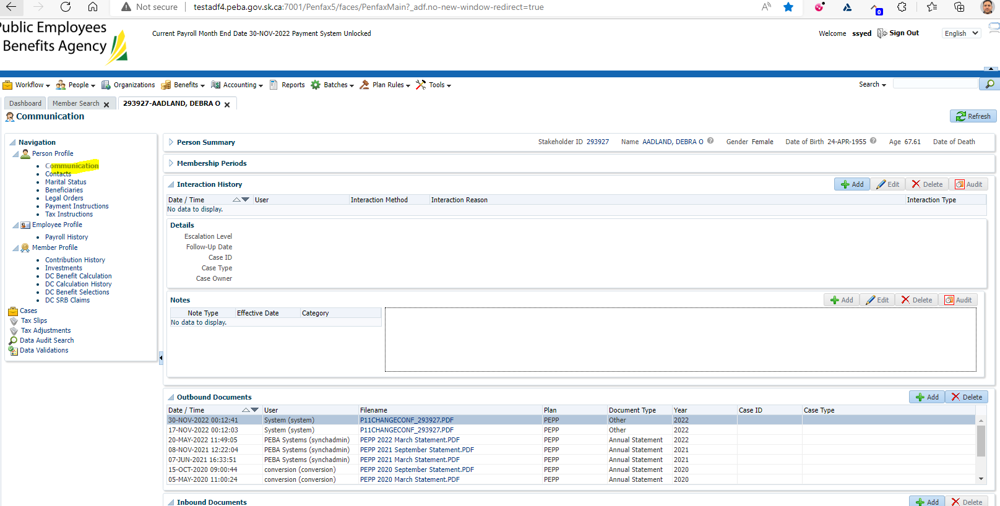 Not secure | testadf4.peba.gov.sk.ca:7001/Penfax5/faces/PenfaxMain?_adf.no-new-window-redirect=true
0
Public Employees
Benefits Agency
Current Payroll Month End Date 30-NOV-2022 Payment System Unlocked
Welcome ssyed Sign Out English
Workflow People Organizations Benefits Accounting Reports Batches Plan Rules Tools Search
Dashboard Member Search 293927-AADLAND, DEBRA O
Communication Refresh
Navigation
Person Profile
Communication
Contacts
Marital Status
Beneficiaries
Legal Orders
Payment Instructions
Tax Instructions
Employee Profile
Payroll History
Member Profile
Contribution History
Investments
DC Benefit Calculation
DC Calculation History
DC Benefit Selections
DC SRB Claims
Cases
Tax Slips
Tax Adjustments
Data Audit Search
Data Validations
Person Summary Stakeholder ID 293927 Name AADLAND, DEBRA O Gender Female Date of Birth 24-APR-1955 Age 67.61 Date of Death
Membership Periods
Interaction History Add Edit Delete Audit
Date / Time User Interaction Method Interaction Reason Interaction Type
No data to display.
Details
Escalation Level
Follow-Up Date
Case ID
Case Type
Case Owner
Notes Add Edit Delete Audit
Note Type Effective Date Category
No data to display.
Outbound Documents Add Delete
Date / Time User Filename Plan Document Type Year Case ID Case Type
30-NOV-2022 00:12:41 System (system) P11CHANGECONF_293927.PDF PEPP Other 2022
17-NOV-2022 00:12:03 System (system) P11CHANGECONF_293927.PDF PEPP Other 2022
20-MAY-2022 11:49:05 PEBA Systems (synchadmin) PEPP 2022 March Statement.PDF PEPP Annual Statement 2022
08-NOV-2021 12:22:04 PEBA Systems (synchadmin) PEPP 2021 September Statement.PDF PEPP Annual Statement 2021
07-JUN-2021 16:33:51 PEBA Systems (synchadmin) PEPP 2021 March Statement.PDF PEPP Annual Statement 2021
15-OCT-2020 09:00:44 conversion (conversion) PEPP 2020 September Statement.PDF PEPP Annual Statement 2020
05-MAY-2020 11:00:24 conversion (conversion) PEPP 2020 March Statement.PDF PEPP Annual Statement 2020
Inbound Documents Add Delete